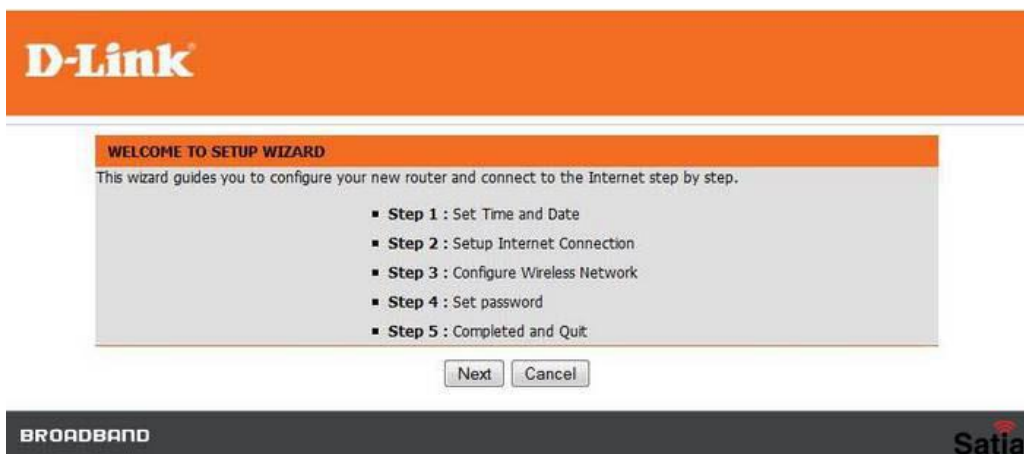 D-Link
WELCOME TO SETUP WIZARD
This wizard guides you to configure your new router and connect to the Internet step by step.
▪ Step 1 : Set Time and Date
▪ Step 2 : Setup Internet Connection
▪ Step 3 : Configure Wireless Network
▪ Step 4 : Set password
▪ Step 5 : Completed and Quit
Next Cancel
BROADBAND
Satia